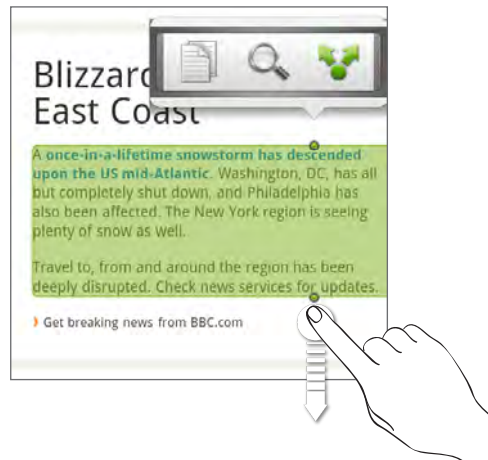 Blizzard
East Coast
A once-in-a-lifetime snowstorm has descended
upon the US mid-Atlantic. Washington, DC, has all
but completely shut down, and Philadelphia has
also been affected. The New York region is seeing
plenty of snow as well.
Travel to, from and around the region has been
deeply disrupted. Check news services for updates.
Get breaking news from BBC.com